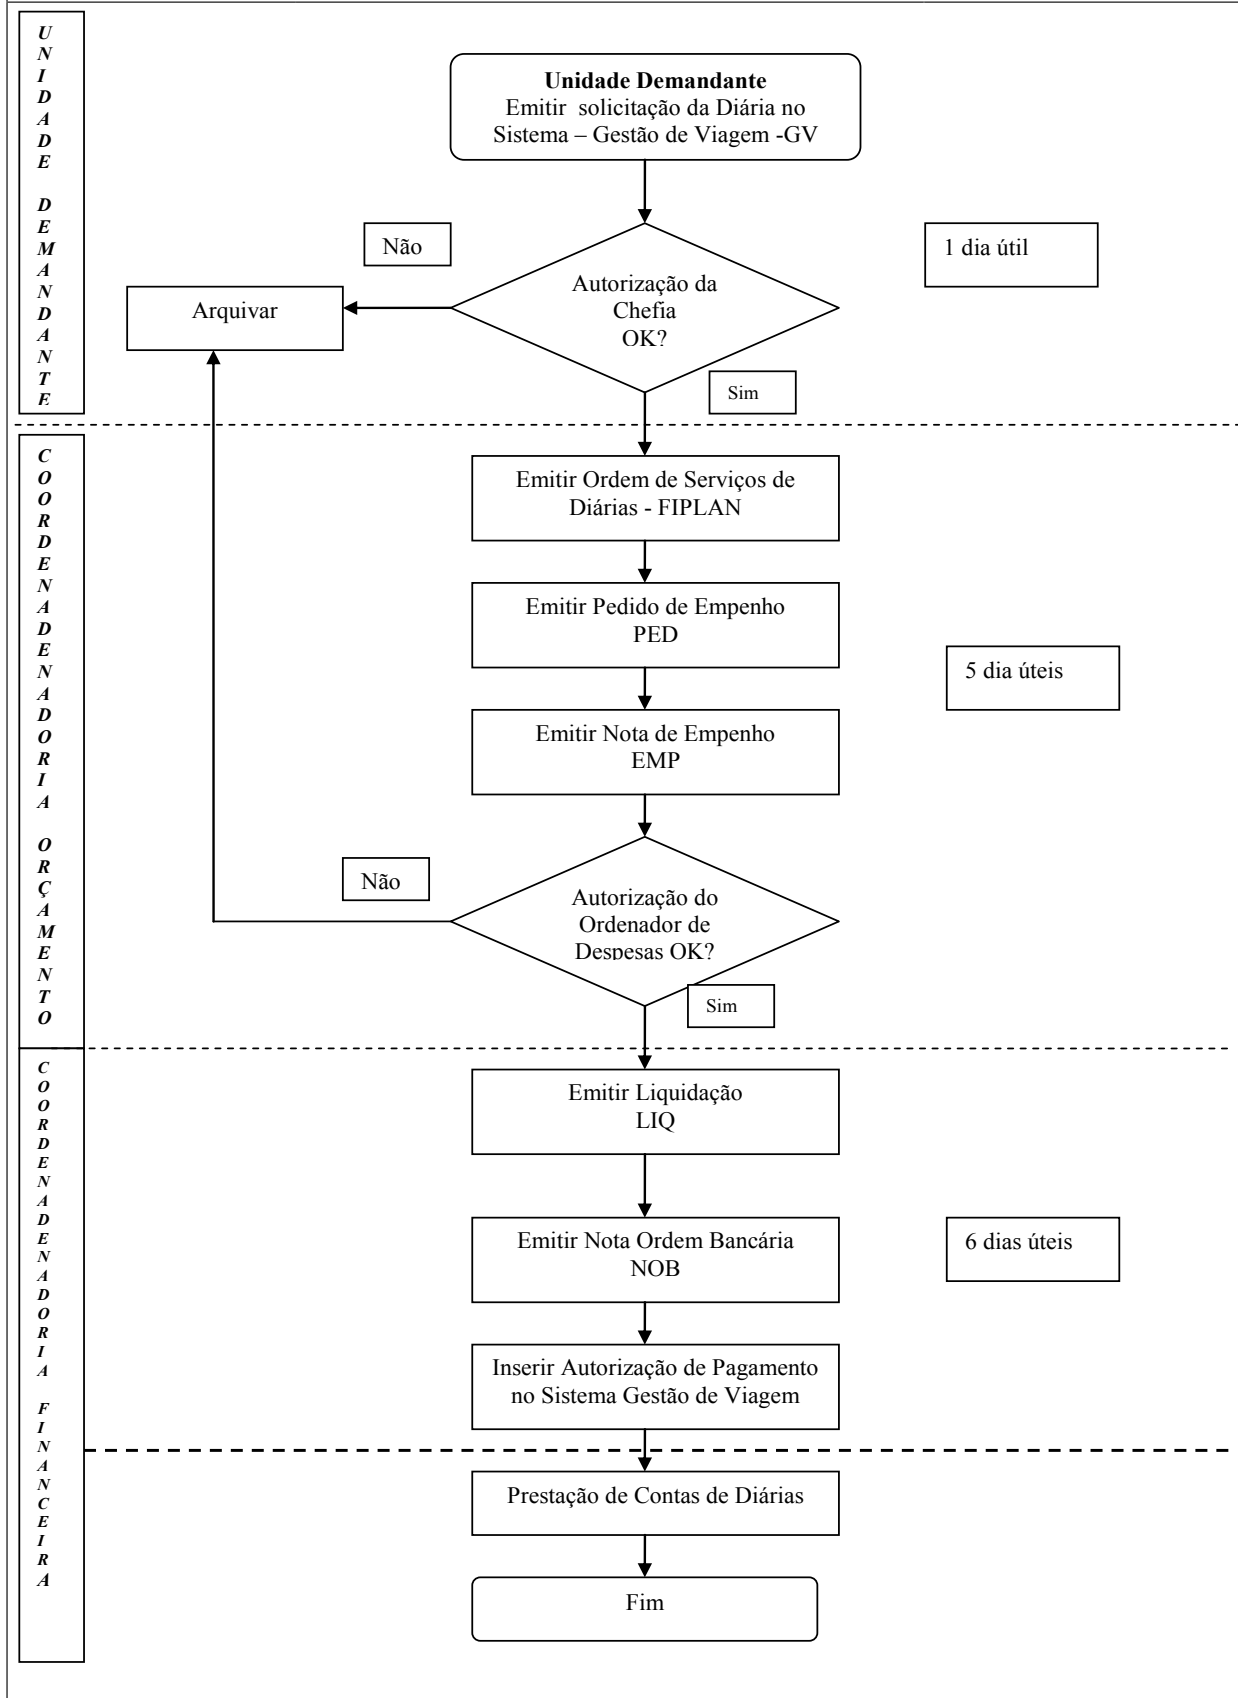 UNIDADE DEMANDANTE
Unidade Demandante
Emitir solicitação da Diária no
Sistema – Gestão de Viagem -GV
Não
1 dia útil
Autorização da
Chefia
OK?
Arquivar
Sim
COORDENADENADORIA ORÇAMENTO
Emitir Ordem de Serviços de
Diárias - FIPLAN
Emitir Pedido de Empenho
PED
5 dia úteis
Emitir Nota de Empenho
EMP
Não
Autorização do
Ordenador de
Despesas OK?
Sim
COORDENADENADORIA FINANCEIRA
Emitir Liquidação
LIQ
Emitir Nota Ordem Bancária
NOB
6 dias úteis
Inserir Autorização de Pagamento
no Sistema Gestão de Viagem
Prestação de Contas de Diárias
Fim